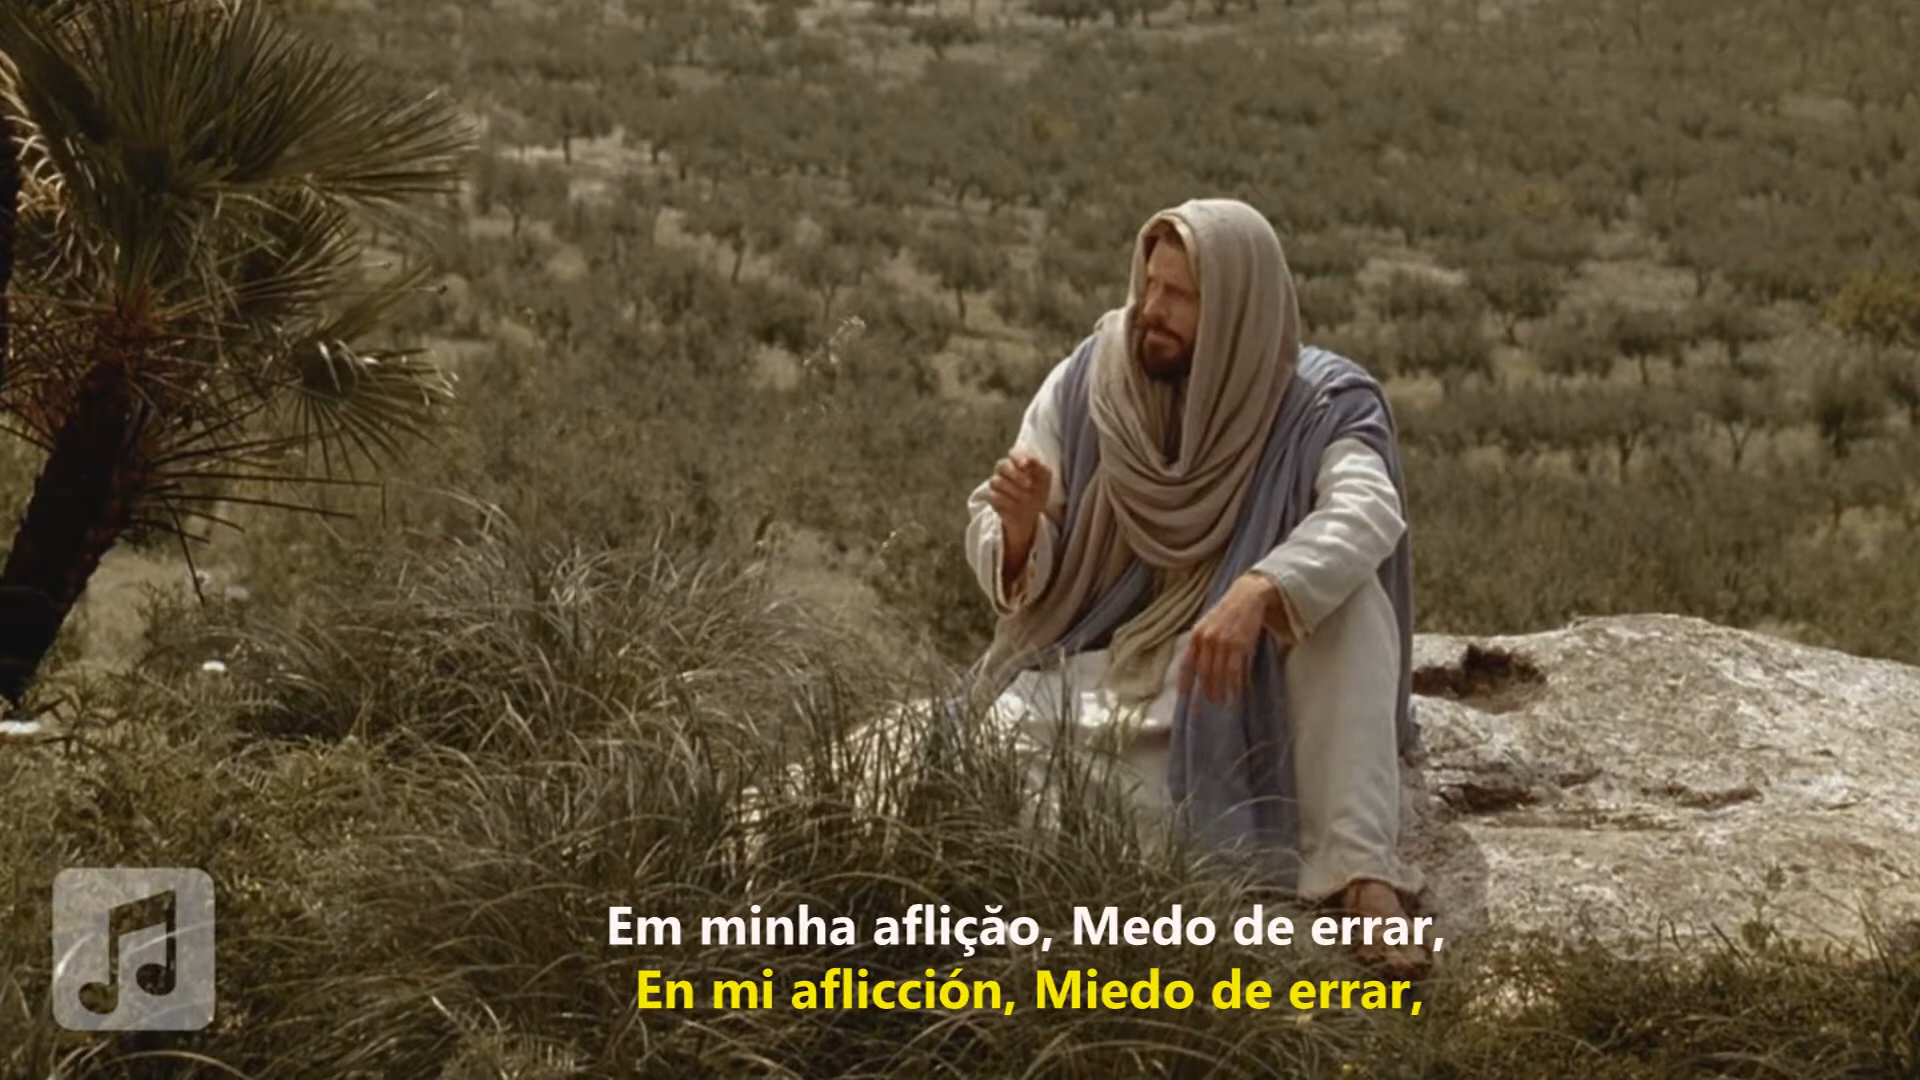 Em minha aflição, Medo de errar,
En mi aflicción, Miedo de errar,